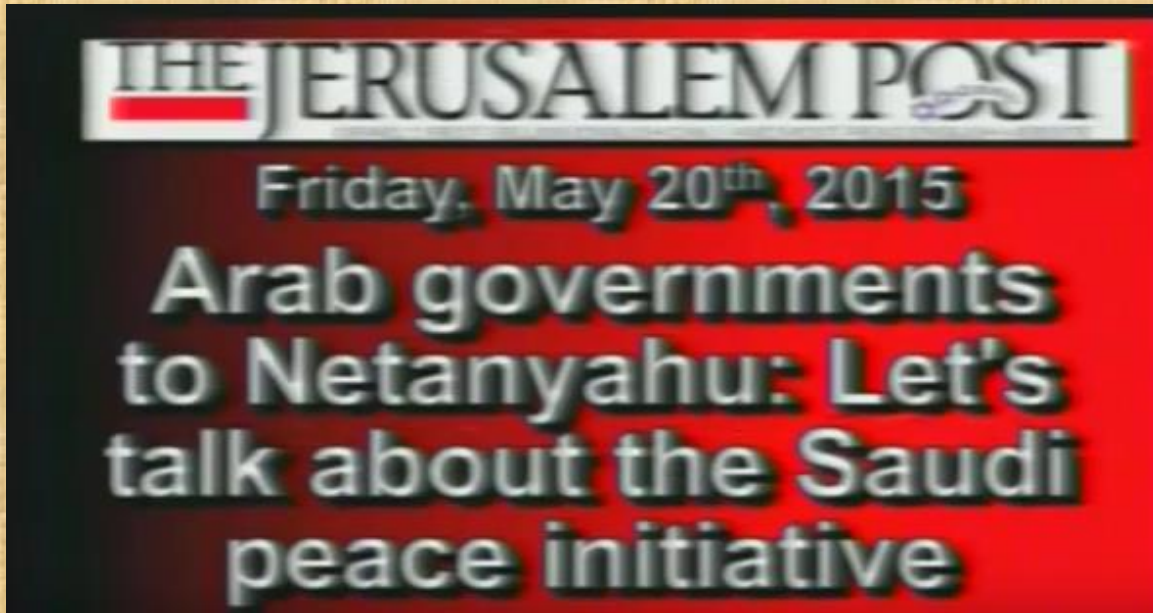 THE JERUSALEM POST
Friday, May 20th, 2015
Arab governments
to Netanyahu: Let's
talk about the Saudi
peace initiative